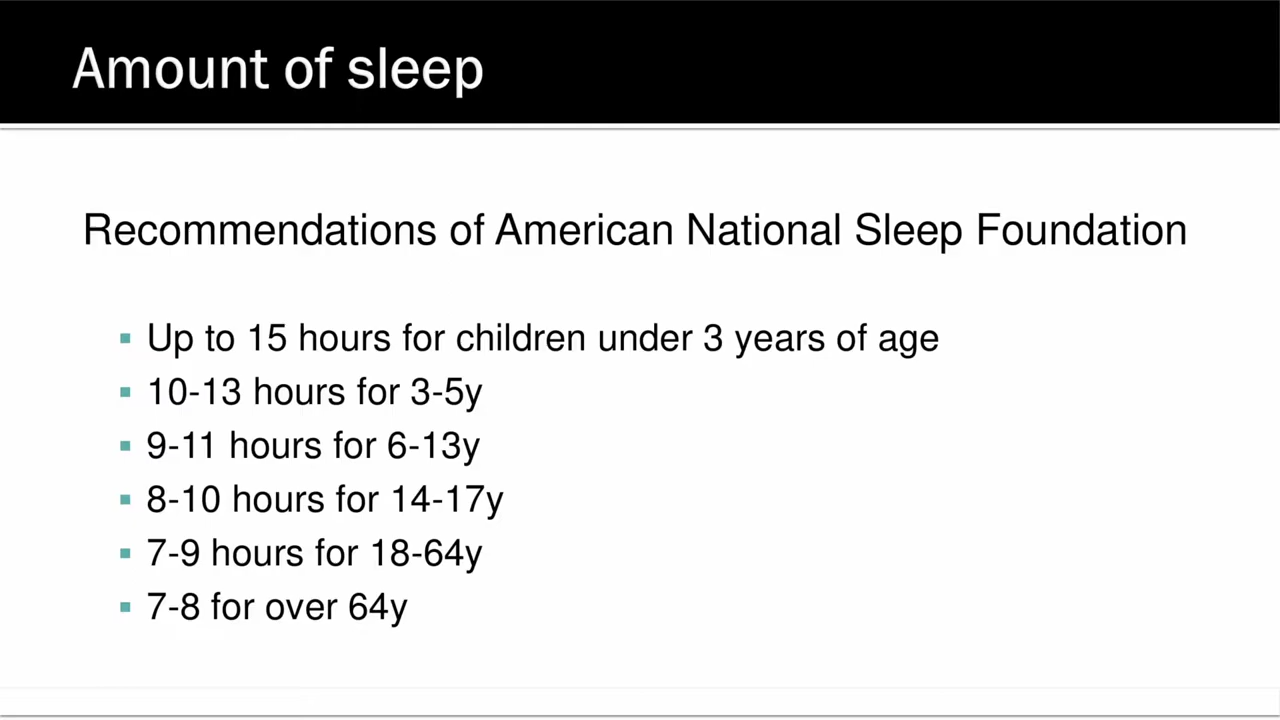 Amount of sleep
Recommendations of American National Sleep Foundation
▪ Up to 15 hours for children under 3 years of age
▪ 10-13 hours for 3-5y
▪ 9-11 hours for 6-13y
▪ 8-10 hours for 14-17y
▪ 7-9 hours for 18-64y
▪ 7-8 for over 64y